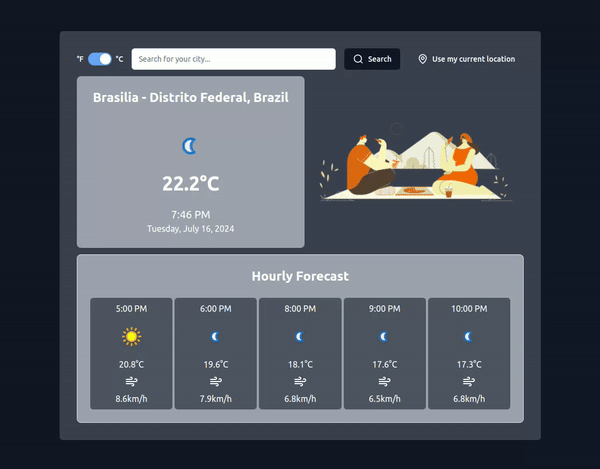 °F °C Search for your city... Search Use my current location
Brasilia - Distrito Federal, Brazil
22.2°C
7:46 PM
Tuesday, July 16, 2024
Hourly Forecast
5:00 PM 6:00 PM 8:00 PM 9:00 PM 10:00 PM
20.8°C 19.6°C 18.1°C 17.6°C 17.3°C
8.6km/h 7.9km/h 6.8km/h 6.5km/h 6.8km/h